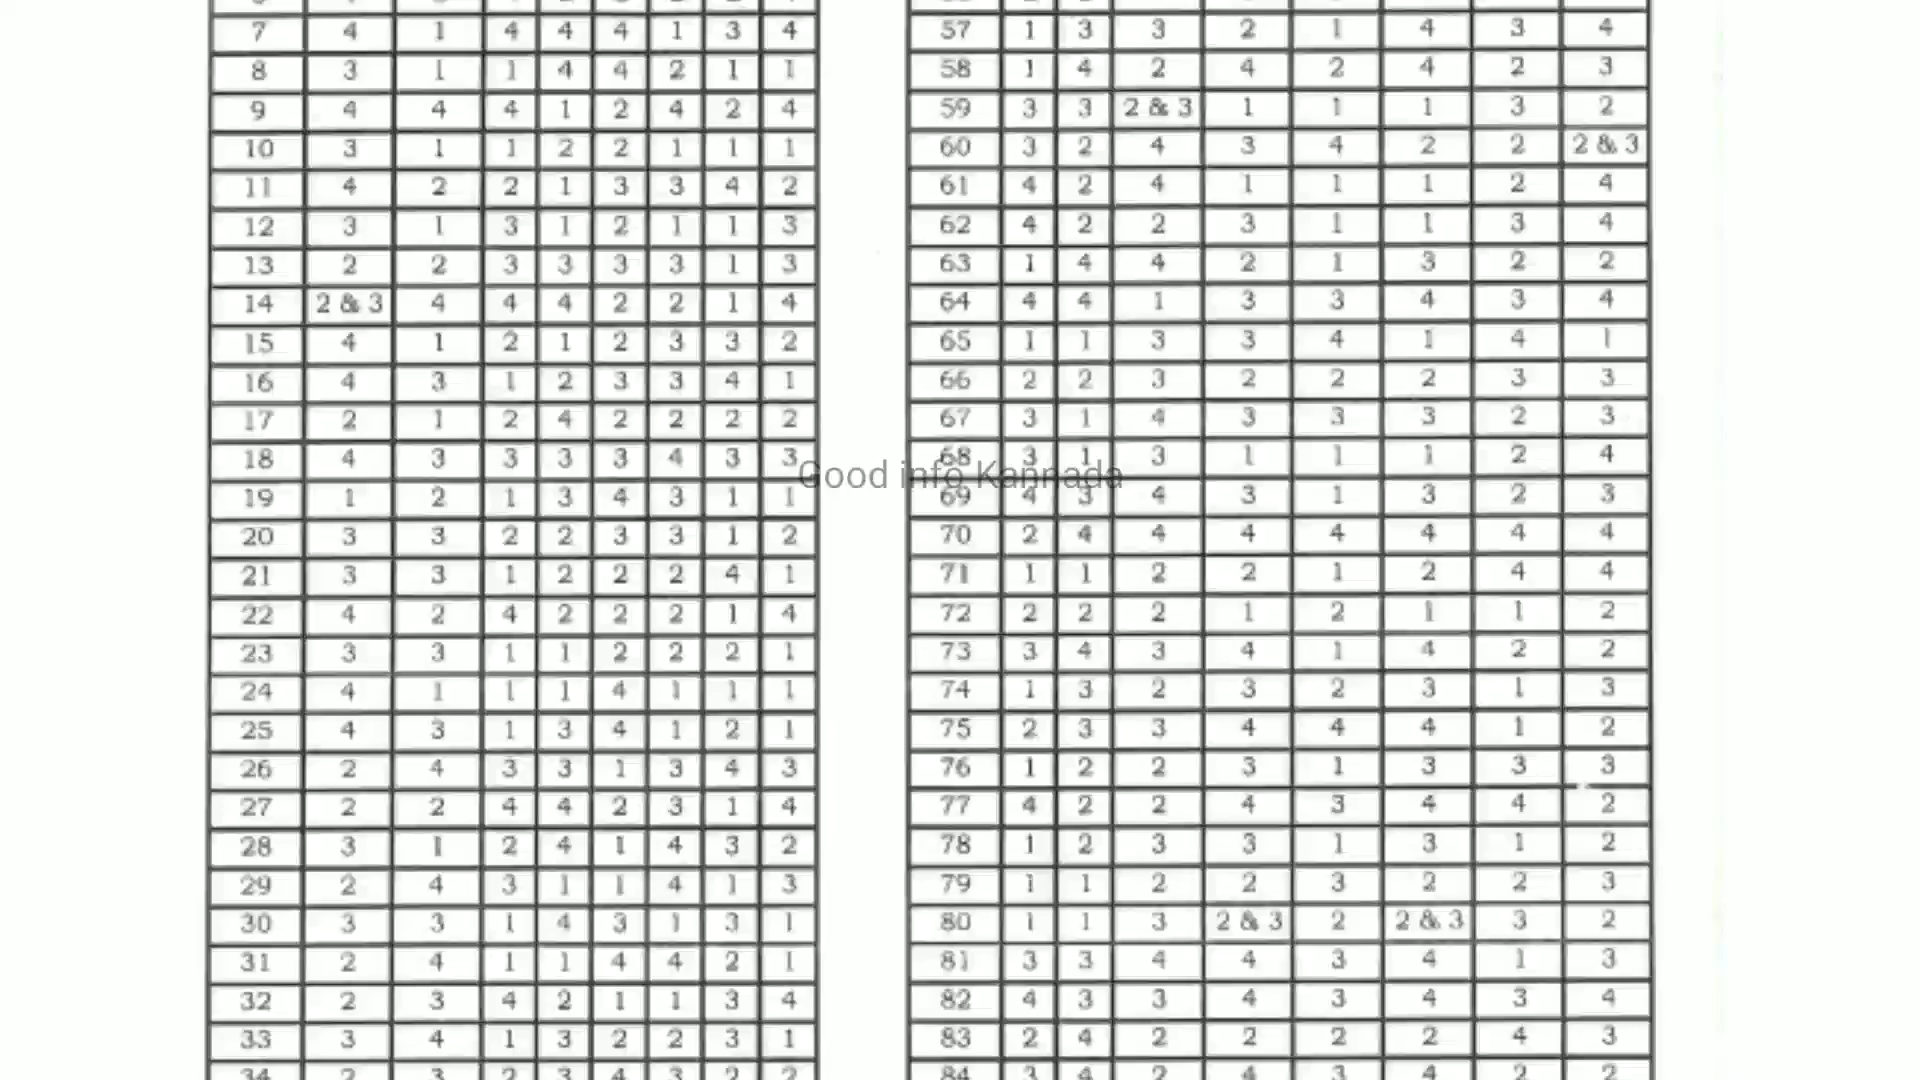 7 4 1 4 4 4 1 3 4
8 3 1 1 4 4 2 1 1
9 4 4 4 1 2 4 2 4
10 3 1 1 2 2 1 1 1
11 4 2 2 1 3 3 4 2
12 3 1 3 1 2 1 1 3
13 2 2 3 3 3 3 1 3
14 2 & 3 4 4 4 2 2 1 4
15 4 1 2 1 2 3 3 2
16 4 3 1 2 3 3 4 1
17 2 1 2 4 2 2 2 2
18 4 3 3 3 3 4 3 3
19 1 2 1 3 4 3 1 1
20 3 3 2 2 3 3 1 2
21 3 3 1 2 2 2 4 1
22 4 2 4 2 2 2 1 4
23 3 3 1 1 2 2 2 1
24 4 1 1 1 4 1 1 1
25 4 3 1 3 4 1 2 1
26 2 4 3 3 1 3 4 3
27 2 2 4 4 2 3 1 4
28 3 1 2 4 1 4 3 2
29 2 4 3 1 1 4 1 3
30 3 3 1 4 3 1 3 1
31 2 4 1 1 4 4 2 1
32 2 3 4 2 1 1 3 4
33 3 4 1 3 2 2 3 1
34 2 3 2 3 4 3 2 2
57 1 3 3 2 1 4 3 4
58 1 4 2 4 2 4 2 3
59 3 3 2 & 3 1 1 1 3 2
60 3 2 4 3 4 2 2 2 & 3
61 4 2 4 1 1 1 2 4
62 4 2 2 3 1 1 3 4
63 1 4 4 2 1 3 2 2
64 4 4 1 3 3 4 3 4
65 1 1 3 3 4 1 4 1
66 2 2 3 2 2 2 3 3
67 3 1 4 3 3 3 2 3
68 3 1 3 1 1 1 2 4
Good info Kannada
69 4 3 4 3 1 3 2 3
70 2 4 4 4 4 4 4 4
71 1 1 2 2 1 2 4 4
72 2 2 2 1 2 1 1 2
73 3 4 3 4 1 4 2 2
74 1 3 2 3 2 3 1 3
75 2 3 3 4 4 4 1 2
76 1 2 2 3 1 3 3 3
77 4 2 2 4 3 4 4 2
78 1 2 3 3 1 3 1 2
79 1 1 2 2 3 2 2 3
80 1 1 3 2 & 3 2 2 & 3 3 2
81 3 3 4 4 3 4 1 3
82 4 3 3 4 3 4 3 4
83 2 4 2 2 2 2 4 3
84 3 4 2 4 3 4 2 2